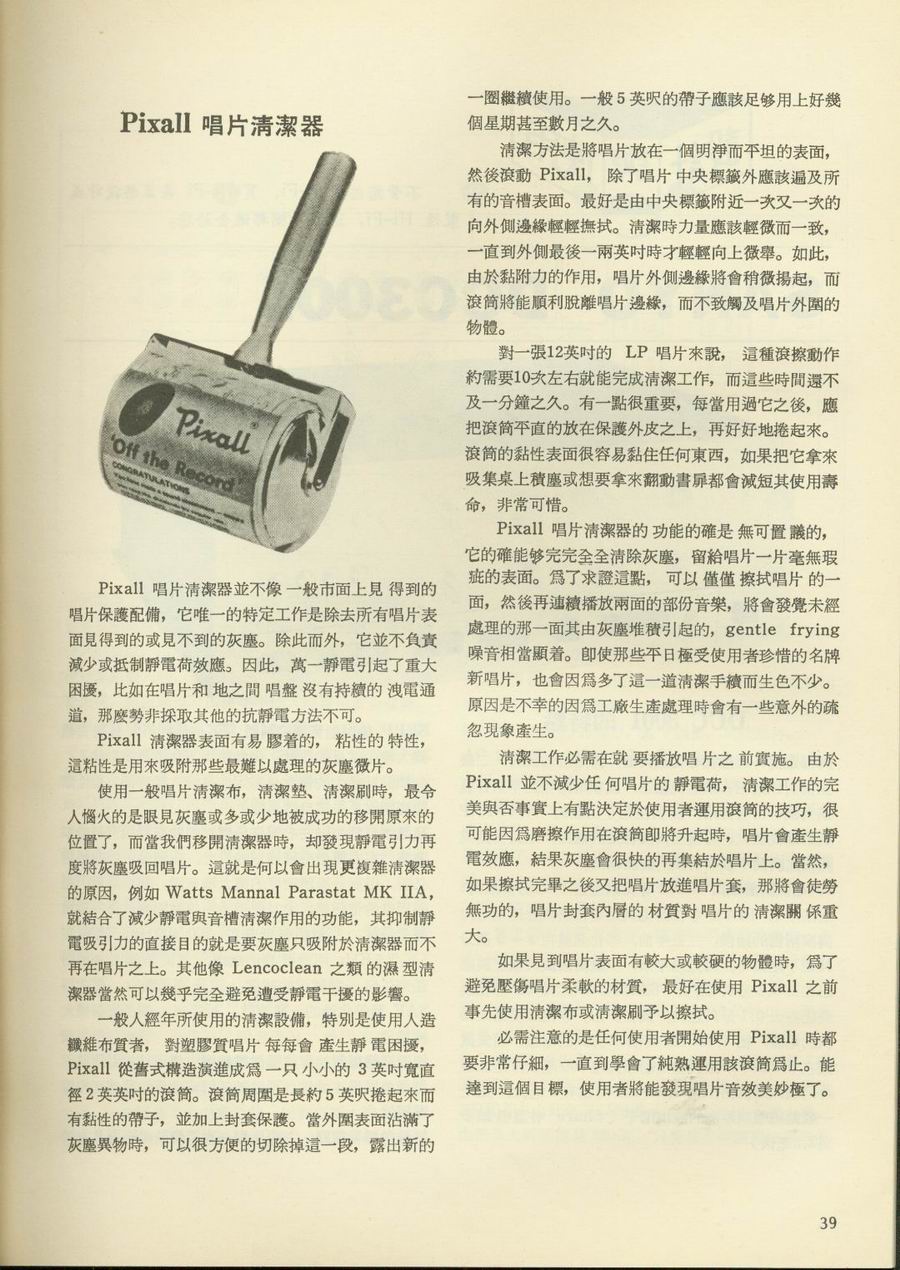 Pixall 唱片清潔器
Pixall
'Off the Record'
CONGRATULATIONS
Pixall 唱片清潔器並不像一般市面上見得到的
唱片保護配備，它唯一的特定工作是除去所有唱片表
面見得到的或見不到的灰塵。除此而外，它並不負責
減少或抵制靜電荷效應。因此，萬一靜電引起了重大
困擾，比如在唱片和地之間唱盤沒有持續的洩電通
道，那麼勢非採取其他的抗靜電方法不可。
Pixall 清潔器表面有易膠着的，粘性的特性，
這粘性是用來吸附那些最難以處理的灰塵微片。
使用一般唱片清潔布，清潔墊、清潔刷時，最令
人惱火的是眼見灰塵或多或少地被成功的移開原來的
位置了，而當我們移開清潔器時，却發現靜電引力再
度將灰塵吸回唱片。這就是何以會出現更複雜清潔器
的原因，例如 Watts Mannal Parastat MK IIA，
就結合了減少靜電與音槽清潔作用的功能，其抑制靜
電吸引力的直接目的就是要灰塵只吸附於清潔器而不
再在唱片之上。其他像 Lencoclean 之類的濕型清
潔器當然可以幾乎完全避免遭受靜電干擾的影響。
一般人經年所使用的清潔設備，特別是使用人造
纖維布質者，對塑膠質唱片每每會產生靜電困擾，
Pixall 從舊式構造演進成爲一只小小的 3 英吋寬直
徑 2 英英吋的滾筒。滾筒周圍是長約 5 英呎捲起來而
有黏性的帶子，並加上封套保護。當外圍表面沾滿了
灰塵異物時，可以很方便的切除掉這一段，露出新的
一圈繼續使用。一般 5 英呎的帶子應該足够用上好幾
個星期甚至數月之久。
清潔方法是將唱片放在一個明淨而平坦的表面，
然後滾動 Pixall，除了唱片中央標籤外應該遍及所
有的音槽表面。最好是由中央標籤附近一次又一次的
向外側邊緣輕輕撫拭。清潔時力量應該輕微而一致，
一直到外側最後一兩英吋時才輕輕向上微舉。如此，
由於黏附力的作用，唱片外側邊緣將會稍微揚起，而
滾筒將能順利脫離唱片邊緣，而不致觸及唱片外圍的
物體。
對一張12英吋的 LP 唱片來說，這種滾擦動作
約需要10次左右就能完成清潔工作，而這些時間還不
及一分鐘之久。有一點很重要，每當用過它之後，應
把滾筒平直的放在保護外皮之上，再好好地捲起來。
滾筒的黏性表面很容易黏住任何東西，如果把它拿來
吸集桌上積塵或想要拿來翻動書扉都會減短其使用壽
命，非常可惜。
Pixall 唱片清潔器的功能的確是無可置議的，
它的確能够完完全全清除灰塵，留給唱片一片毫無瑕
疵的表面。爲了求證這點，可以僅僅擦拭唱片的一
面，然後再連續播放兩面的部份音樂，將會發覺未經
處理的那一面其由灰塵堆積引起的，gentle frying
噪音相當顯着。卽使那些平日極受使用者珍惜的名牌
新唱片，也會因爲多了這一道清潔手續而生色不少。
原因是不幸的因爲工廠生產處理時會有一些意外的疏
忽現象產生。
清潔工作必需在就要播放唱片之前實施。由於
Pixall 並不減少任何唱片的靜電荷，清潔工作的完
美與否事實上有點決定於使用者運用滾筒的技巧，很
可能因爲磨擦作用在滾筒卽將升起時，唱片會產生靜
電效應，結果灰塵會很快的再集結於唱片上。當然，
如果擦拭完畢之後又把唱片放進唱片套，那將會徒勞
無功的，唱片封套內層的材質對唱片的清潔關係重
大。
如果見到唱片表面有較大或較硬的物體時，爲了
避免壓傷唱片柔軟的材質，最好在使用 Pixall 之前
事先使用清潔布或清潔刷予以擦拭。
必需注意的是任何使用者開始使用 Pixall 時都
要非常仔細，一直到學會了純熟運用該滾筒爲止。能
達到這個目標，使用者將能發現唱片音效美妙極了。
39